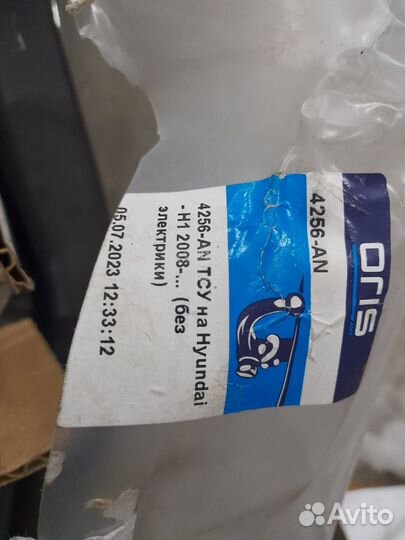 Oris
4256-AN
4256-AN ТСУ на Hyundai
- H1 2008-... (без
электрики)
05.07.2023 12:33:12
Avito